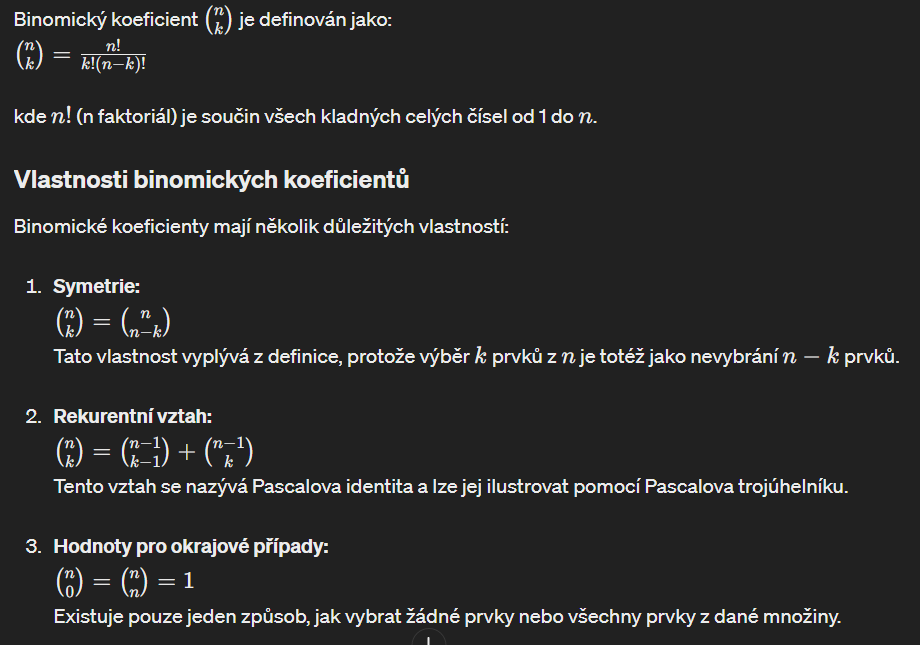 Binomický koeficient $\binom{n}{k}$ je definován jako:
$\binom{n}{k} = \frac{n!}{k!(n-k)!}$
kde $n!$ (n faktoriál) je součin všech kladných celých čísel od 1 do $n$.
Vlastnosti binomických koeficientů
Binomické koeficienty mají několik důležitých vlastností:
1. Symetrie:
$\binom{n}{k} = \binom{n}{n-k}$
Tato vlastnost vyplývá z definice, protože výběr $k$ prvků z $n$ je totéž jako nevybrání $n - k$ prvků.
2. Rekurentní vztah:
$\binom{n}{k} = \binom{n-1}{k-1} + \binom{n-1}{k}$
Tento vztah se nazývá Pascalova identita a lze jej ilustrovat pomocí Pascalova trojúhelníku.
3. Hodnoty pro okrajové případy:
$\binom{n}{0} = \binom{n}{n} = 1$
Existuje pouze jeden způsob, jak vybrat žádné prvky nebo všechny prvky z dané množiny.